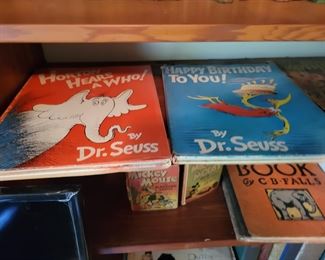 HORTON
HEARS
A WHO!
BY
Dr. Seuss
HAPPY BIRTHDAY
TO YOU!
BY
Dr. Seuss
MICKEY
MOUSE
BOOK
BY C B FALLS